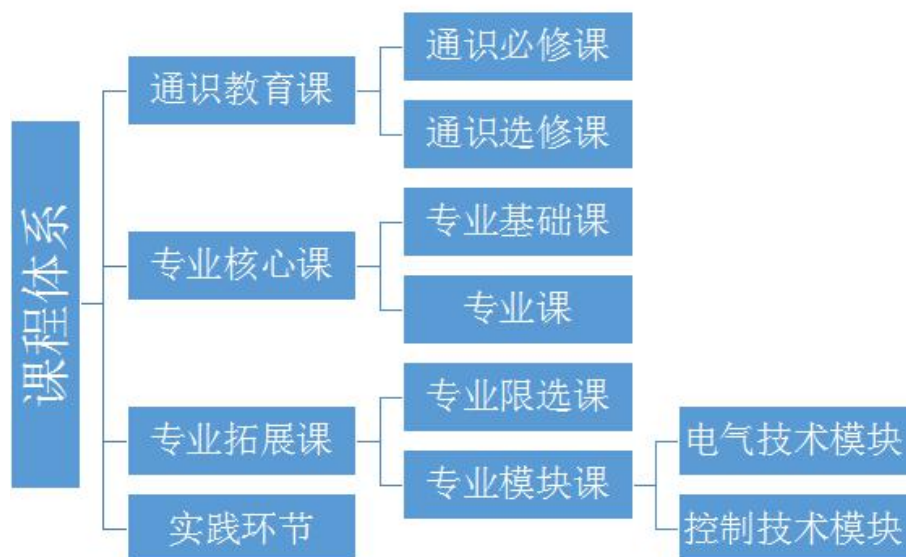 课程体系
通识教育课
通识必修课
通识选修课
专业核心课
专业基础课
专业课
专业拓展课
专业限选课
专业模块课
电气技术模块
控制技术模块
实践环节